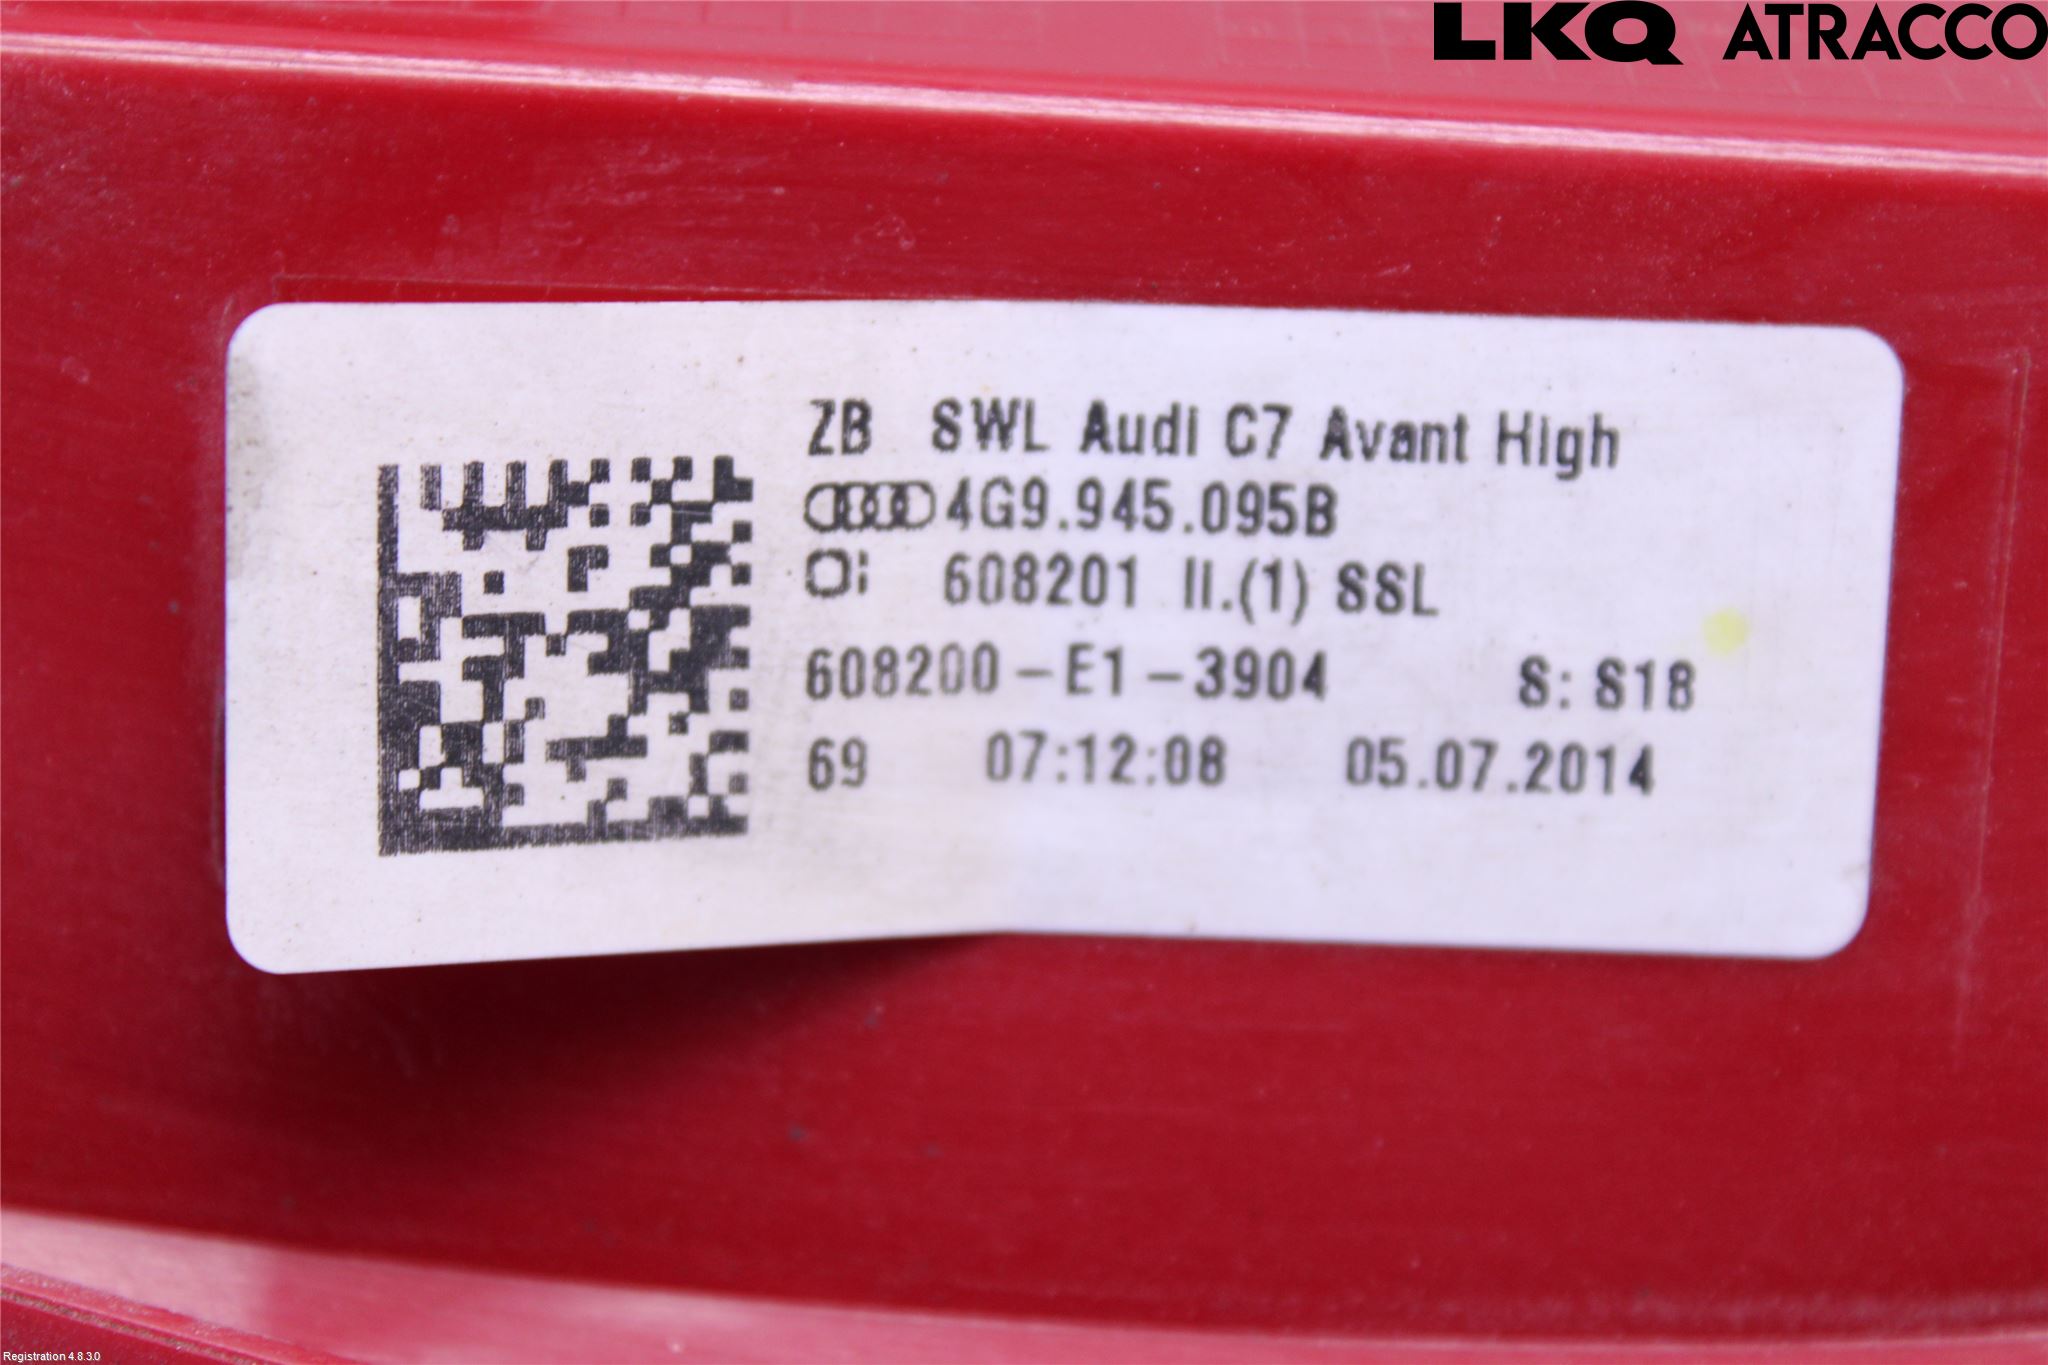 LKQ ATRACCO
ZB SWL Audi C7 Avant High
4G9.945.095B
608201 II.(1) SSL
608200-E1-3904 S: S18
69 07:12:08 05.07.2014
Registration 4.8.3.0